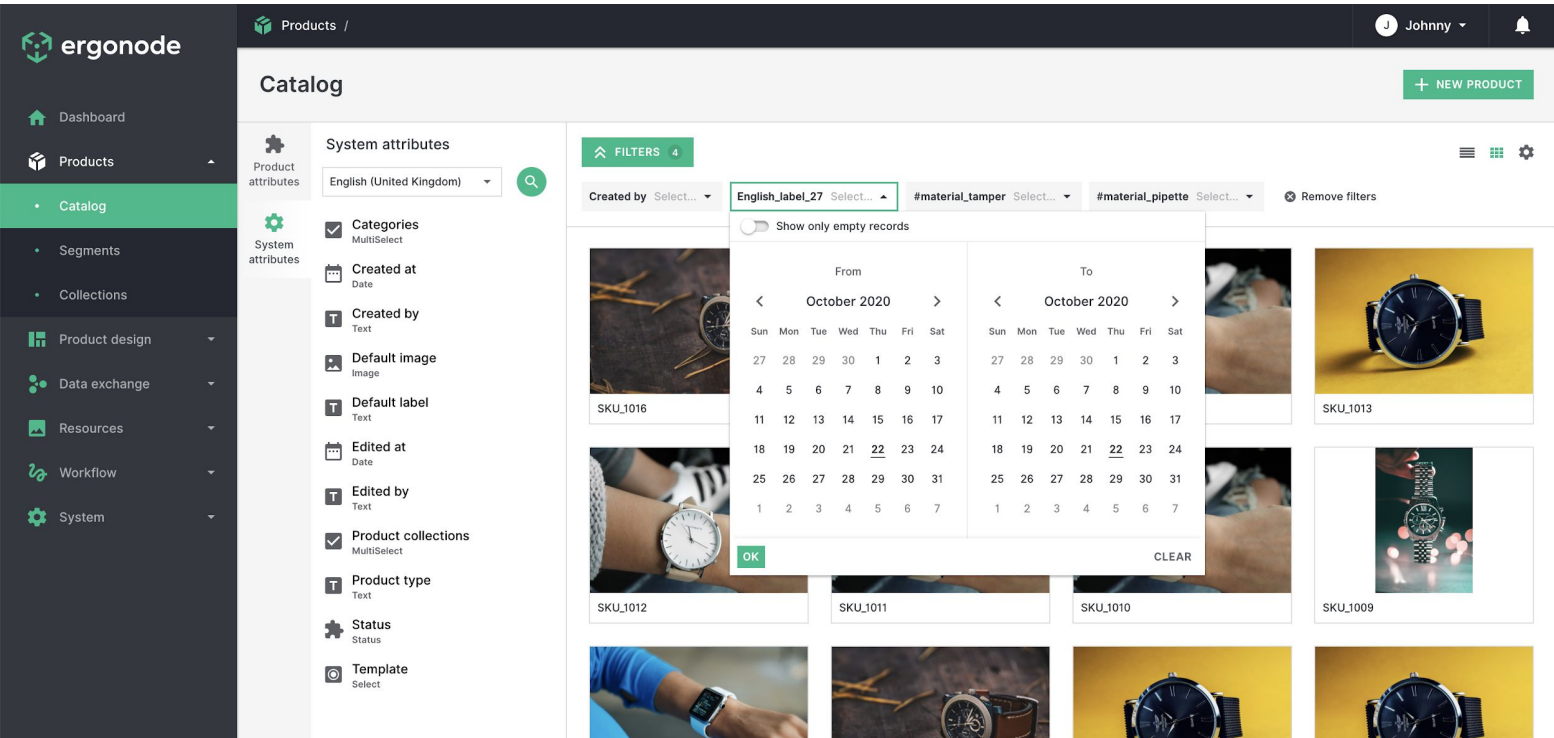 ergonode
Products /
J Johnny
Catalog
NEW PRODUCT
Dashboard
Products
Catalog
Segments
Collections
Product design
Data exchange
Resources
Workflow
System
Product attributes
System attributes
System attributes
English (United Kingdom)
Categories
MultiSelect
Created at
Date
Created by
Text
Default image
Image
Default label
Text
Edited at
Date
Edited by
Text
Product collections
MultiSelect
Product type
Text
Status
Status
Template
Select
FILTERS 4
Created by Select...
English_label_27 Select...
#material_tamper Select...
#material_pipette Select...
Remove filters
Show only empty records
From
October 2020
Sun Mon Tue Wed Thu Fri Sat
27 28 29 30 1 2 3
4 5 6 7 8 9 10
11 12 13 14 15 16 17
18 19 20 21 22 23 24
25 26 27 28 29 30 31
1 2 3 4 5 6 7
To
October 2020
Sun Mon Tue Wed Thu Fri Sat
27 28 29 30 1 2 3
4 5 6 7 8 9 10
11 12 13 14 15 16 17
18 19 20 21 22 23 24
25 26 27 28 29 30 31
1 2 3 4 5 6 7
OK
CLEAR
SKU_1016
SKU_1013
SKU_1012
SKU_1011
SKU_1010
SKU_1009